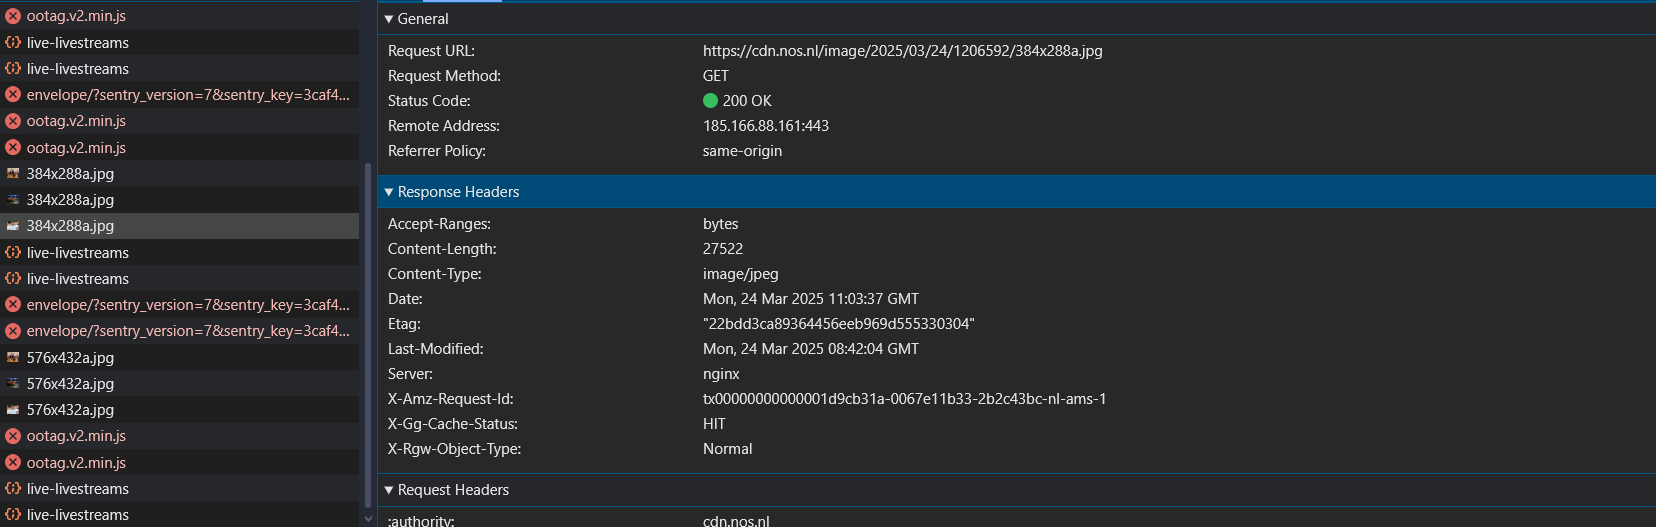 ootag.v2.min.js
live-livestreams
live-livestreams
envelope/?sentry_version=7&sentry_key=3caf4...
ootag.v2.min.js
ootag.v2.min.js
384x288a.jpg
384x288a.jpg
384x288a.jpg
live-livestreams
live-livestreams
envelope/?sentry_version=7&sentry_key=3caf4...
envelope/?sentry_version=7&sentry_key=3caf4...
576x432a.jpg
576x432a.jpg
576x432a.jpg
ootag.v2.min.js
ootag.v2.min.js
live-livestreams
live-livestreams
General
Request URL: https://cdn.nos.nl/image/2025/03/24/1206592/384x288a.jpg
Request Method: GET
Status Code: 200 OK
Remote Address: 185.166.88.161:443
Referrer Policy: same-origin
Response Headers
Accept-Ranges: bytes
Content-Length: 27522
Content-Type: image/jpeg
Date: Mon, 24 Mar 2025 11:03:37 GMT
Etag: "22bdd3ca89364456eeb969d555330304"
Last-Modified: Mon, 24 Mar 2025 08:42:04 GMT
Server: nginx
X-Amz-Request-Id: tx00000000000001d9cb31a-0067e11b33-2b2c43bc-nl-ams-1
X-Gg-Cache-Status: HIT
X-Rgw-Object-Type: Normal
Request Headers
:authority: cdn.nos.nl